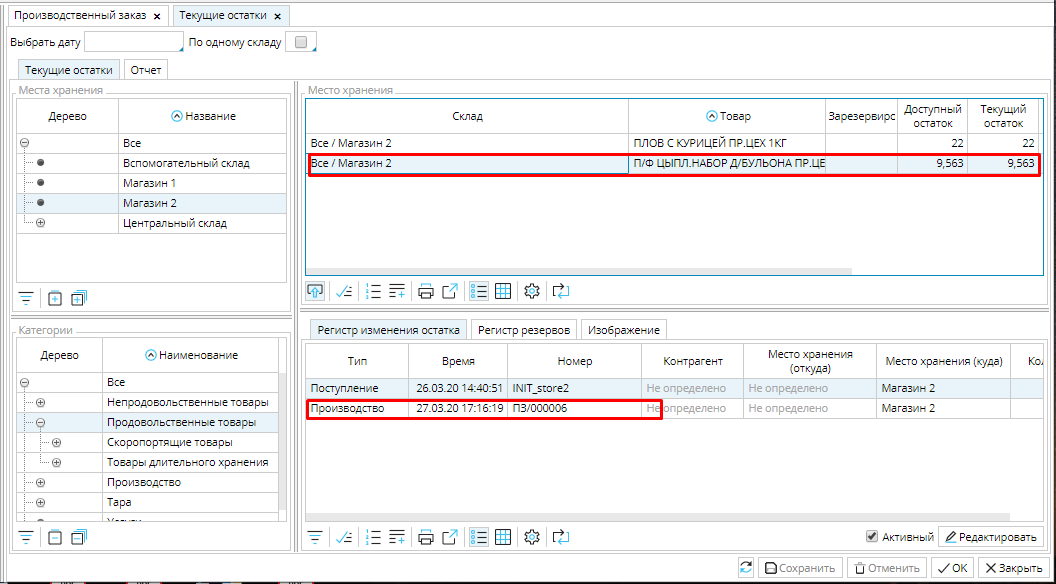 Производственный заказ x Текущие остатки x
Выбрать дату По одному складу
Текущие остатки Отчет
Места хранения
Дерево Название
Все
Вспомогательный склад
Магазин 1
Магазин 2
Центральный склад
Категории
Дерево Наименование
Все
Непродовольственные товары
Продовольственные товары
Скоропортящие товары
Товары длительного хранения
Производство
Тара
Место хранения
Склад Товар Зарезервирс Доступный остаток Текущий остаток
Все / Магазин 2 ПЛОВ С КУРИЦЕЙ ПР.ЦЕХ 1КГ 22 22
Все / Магазин 2 П/Ф ЦЫПЛ.НАБОР Д/БУЛЬОНА ПР.ЦЕ 9,563 9,563
Регистр изменения остатка Регистр резервов Изображение
Тип Время Номер Контрагент Место хранения (откуда) Место хранения (куда) Кол
Поступление 26.03.20 14:40:51 INIT_store2 Не определено Не определено Магазин 2
Производство 27.03.20 17:16:19 ПЗ/000006 Не определено Не определено Магазин 2
Активный Редактировать
Сохранить Отменить OK Закрыть